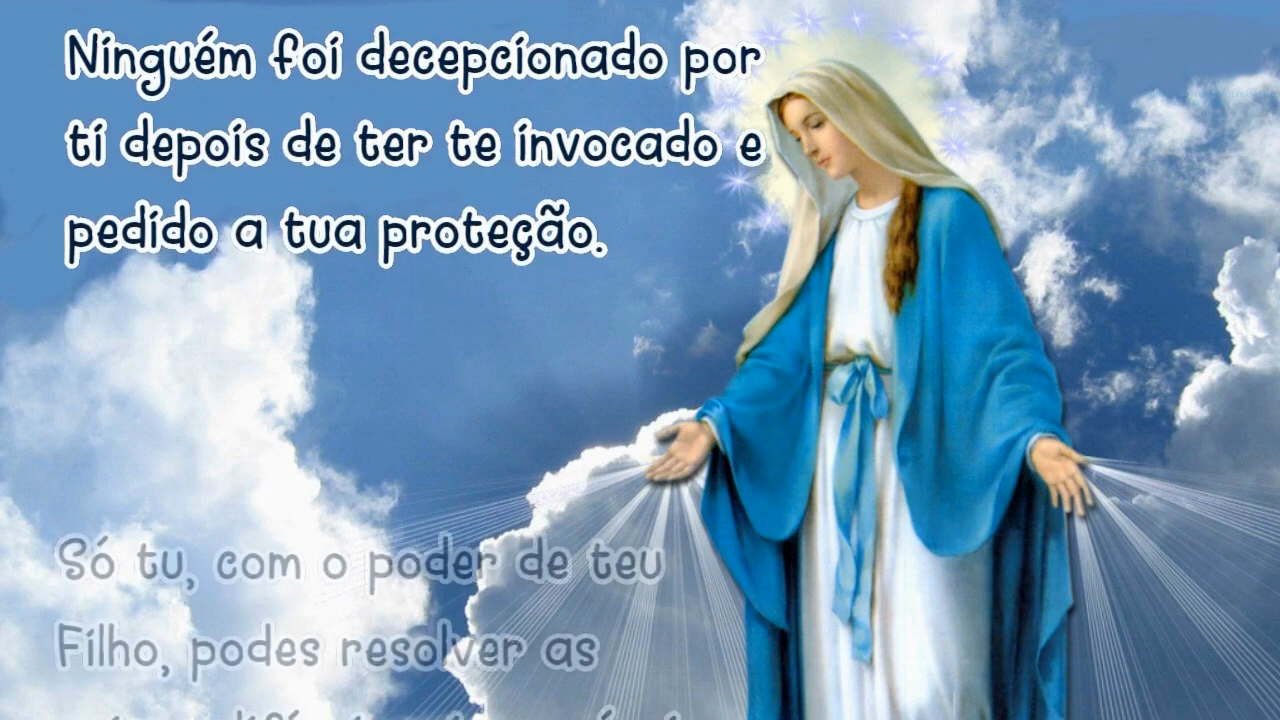 Ninguém foi decepcionado por
ti depois de ter te invocado e
pedido a tua proteção.
Só tu, com o poder de teu
Filho, podes resolver as